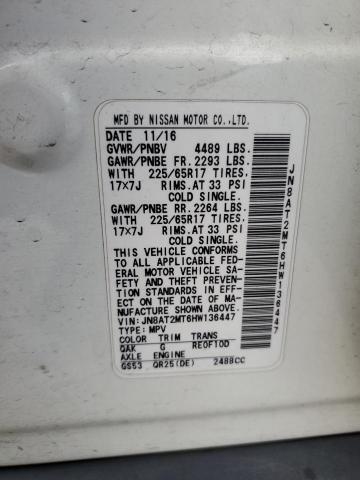 MFD BY NISSAN MOTOR CO.,LTD.
DATE 11/16
GVWR/PNBV 4489 LBS.
GAWR/PNBE FR. 2293 LBS.
WITH 225/65R17 TIRES,
17x7J RIMS.AT 33 PSI
COLD SINGLE.
GAWR/PNBE RR. 2264 LBS.
WITH 225/65R17 TIRES,
17x7J RIMS.AT 33 PSI
COLD SINGLE.
THIS VEHICLE CONFORMS
TO ALL APPLICABLE FED-
ERAL MOTOR VEHICLE SA-
FETY AND THEFT PREVENTION
STANDARDS IN EFFECT
ON THE DATE OF MA-
NUFACTURE SHOWN ABOVE.
VIN:JN8AT2MT6HW136447
TYPE:MPV
COLOR TRIM TRANS
QAK G RE0F10D
AXLE ENGINE
GS53 QR25(DE) 2488CC
JN8AT2MT6HW136447